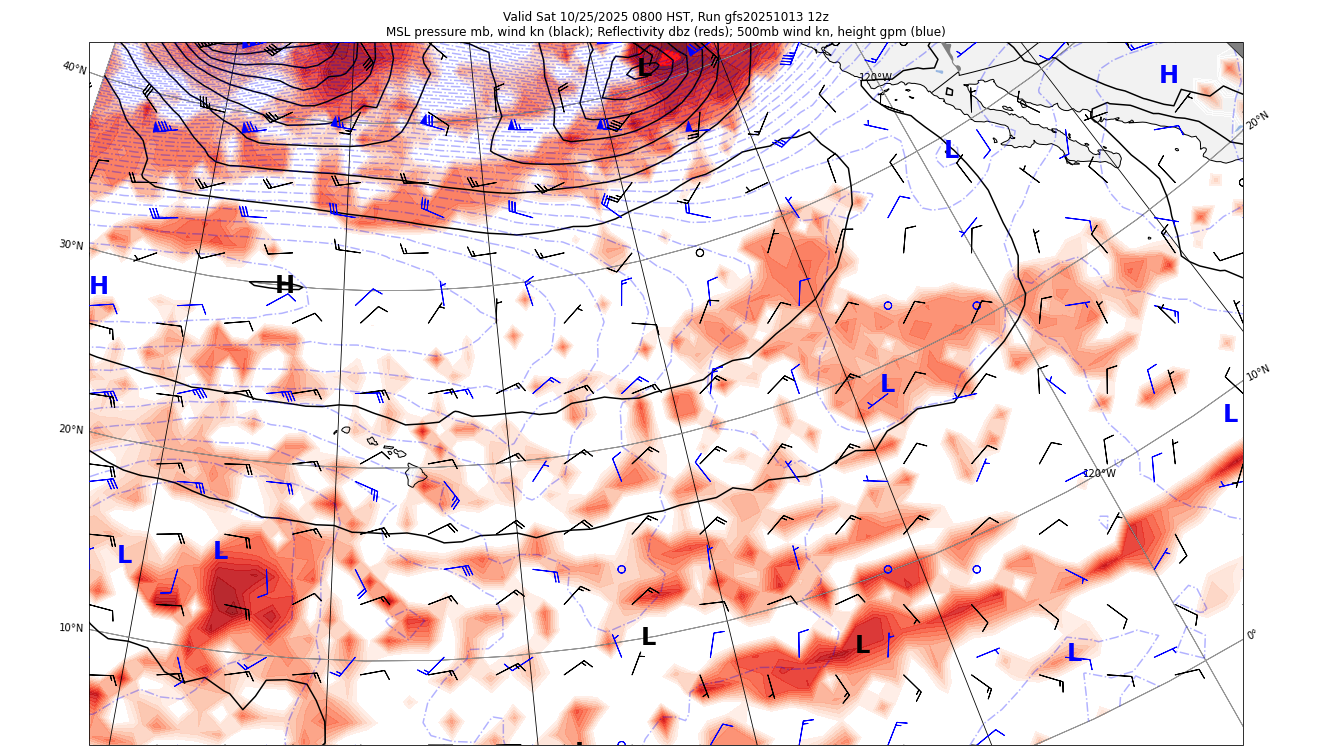 Valid Sat 10/25/2025 0800 HST, Run gfs20251013 12z
MSL pressure mb, wind kn (black); Reflectivity dbz (reds); 500mb wind kn, height gpm (blue)
40°N
L
120°W
H
20°N
L
30°N
H
H
10°N
L
L
20°N
120°W
L
L
10°N
L
L
L
0°